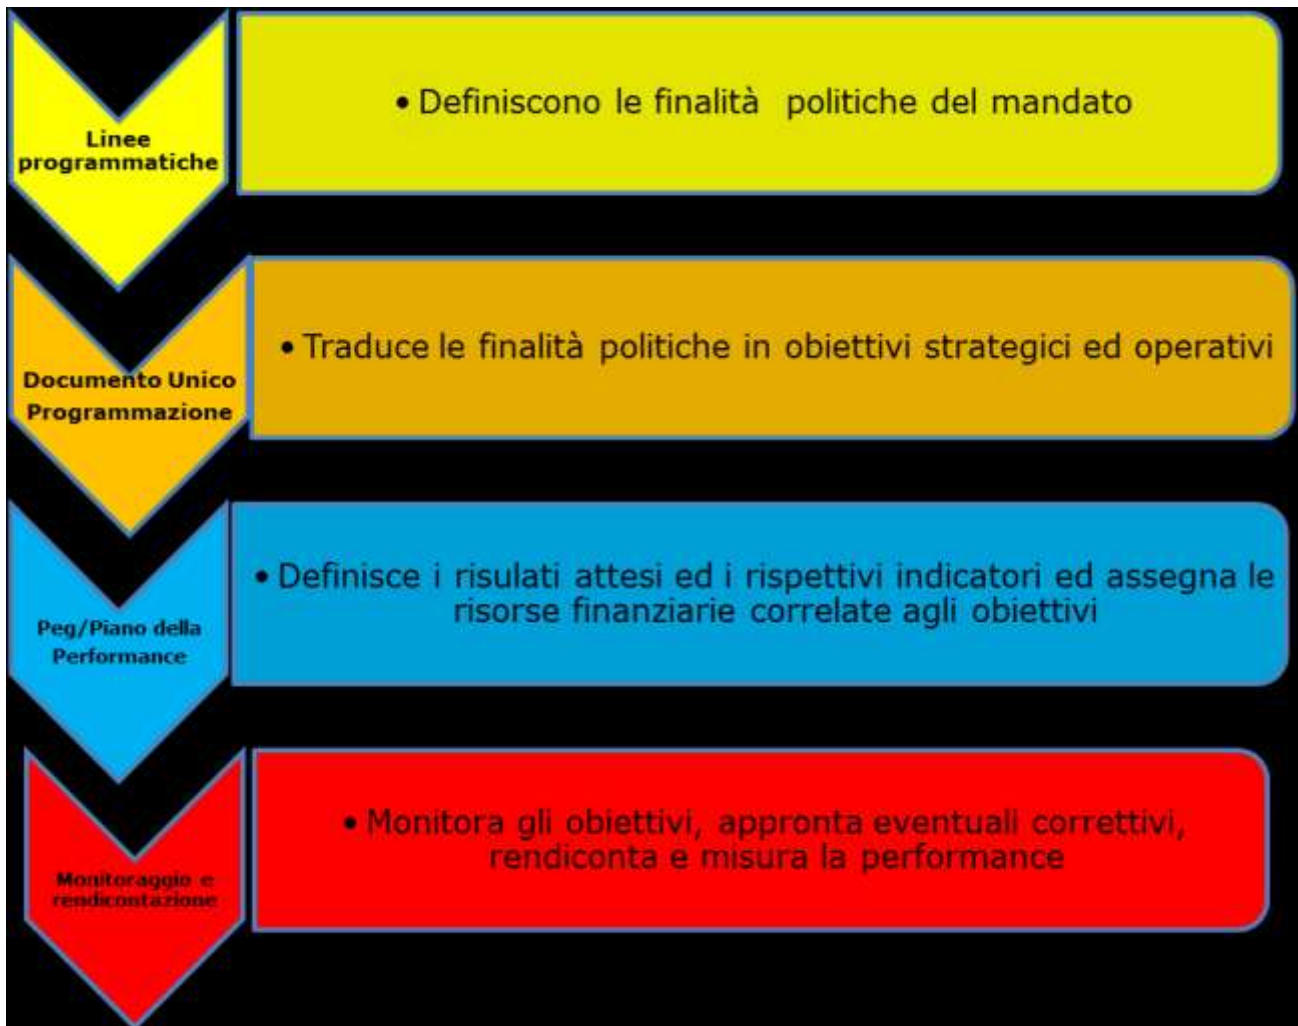 Linee
programmatiche
• Definiscono le finalità politiche del mandato
Documento Unico
Programmazione
• Traduce le finalità politiche in obiettivi strategici ed operativi
Peg/Piano della
Performance
• Definisce i risulati attesi ed i rispettivi indicatori ed assegna le
risorse finanziarie correlate agli obiettivi
Monitoraggio e
rendicontazione
• Monitora gli obiettivi, appronta eventuali correttivi,
rendiconta e misura la performance